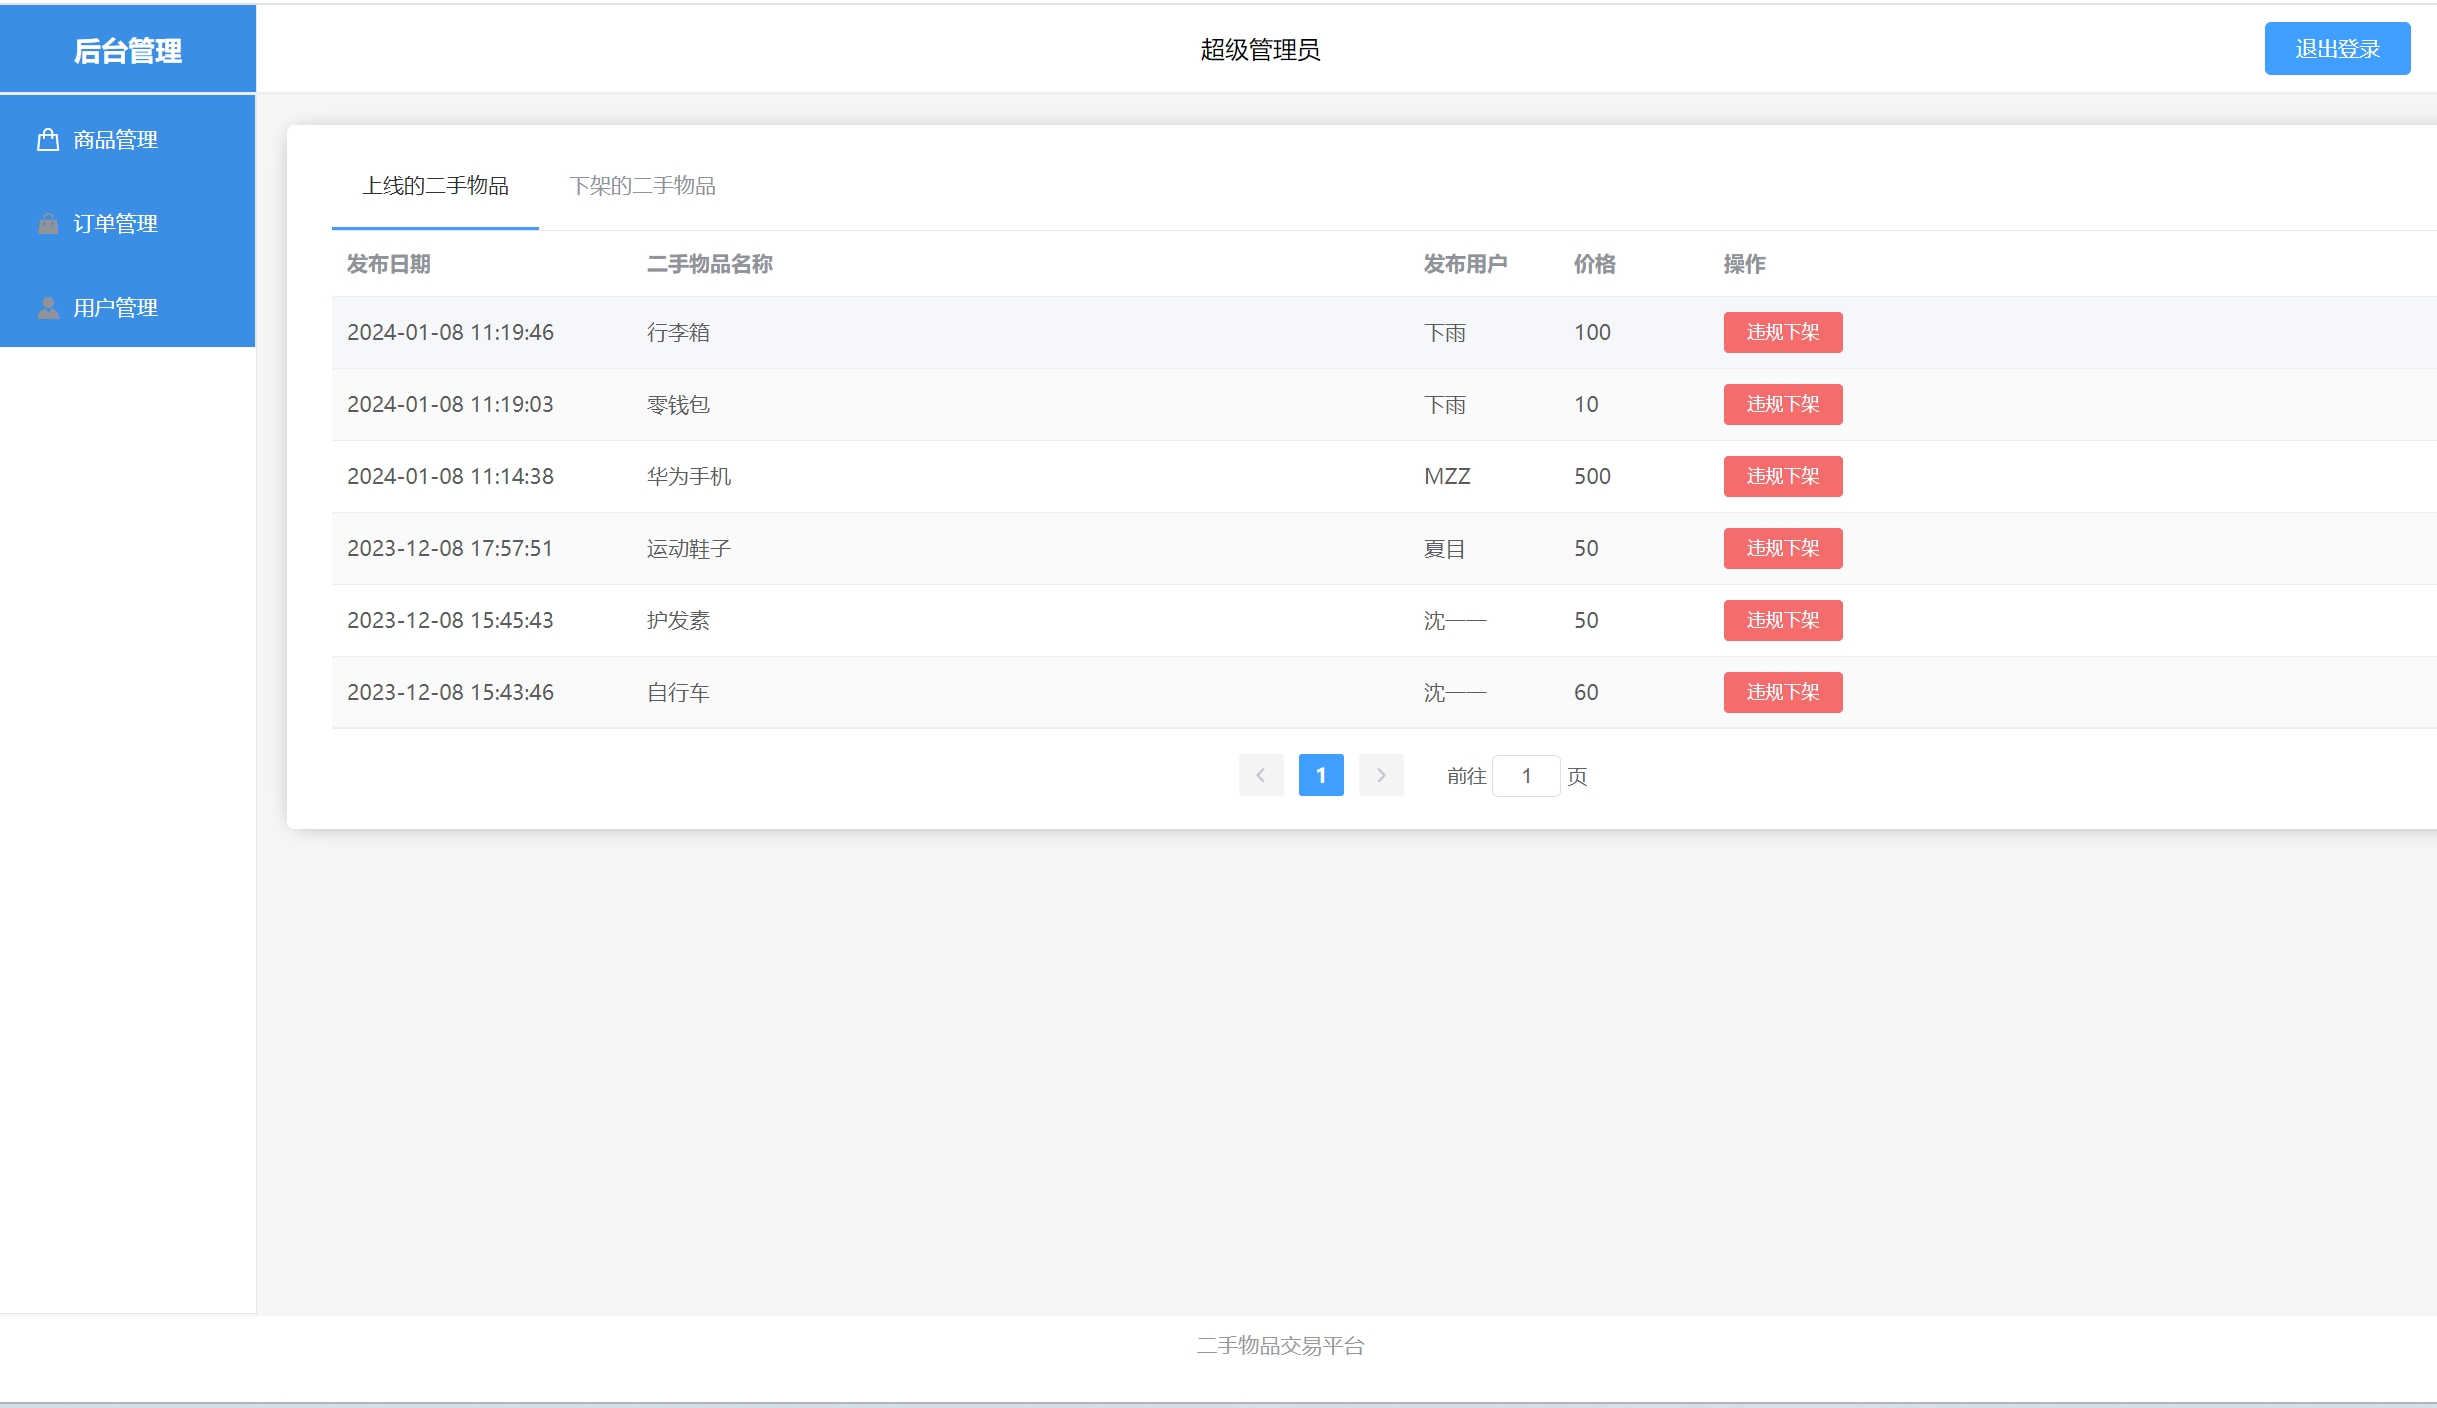 后台管理
超级管理员
退出登录
商品管理
订单管理
用户管理
上线的二手物品 下架的二手物品
发布日期 二手物品名称 发布用户 价格 操作
2024-01-08 11:19:46 行李箱 下雨 100 违规下架
2024-01-08 11:19:03 零钱包 下雨 10 违规下架
2024-01-08 11:14:38 华为手机 MZZ 500 违规下架
2023-12-08 17:57:51 运动鞋子 夏目 50 违规下架
2023-12-08 15:45:43 护发素 沈一一 50 违规下架
2023-12-08 15:43:46 自行车 沈一一 60 违规下架
1 前往 1 页
二手物品交易平台